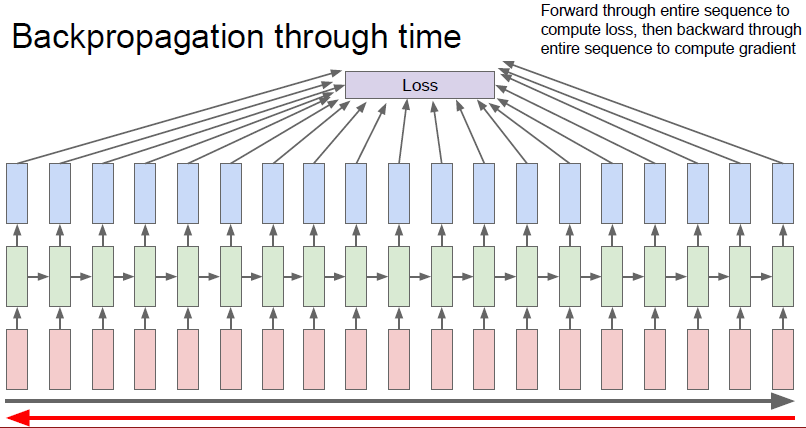 Backpropagation through time
Forward through entire sequence to
compute loss, then backward through
entire sequence to compute gradient
Loss